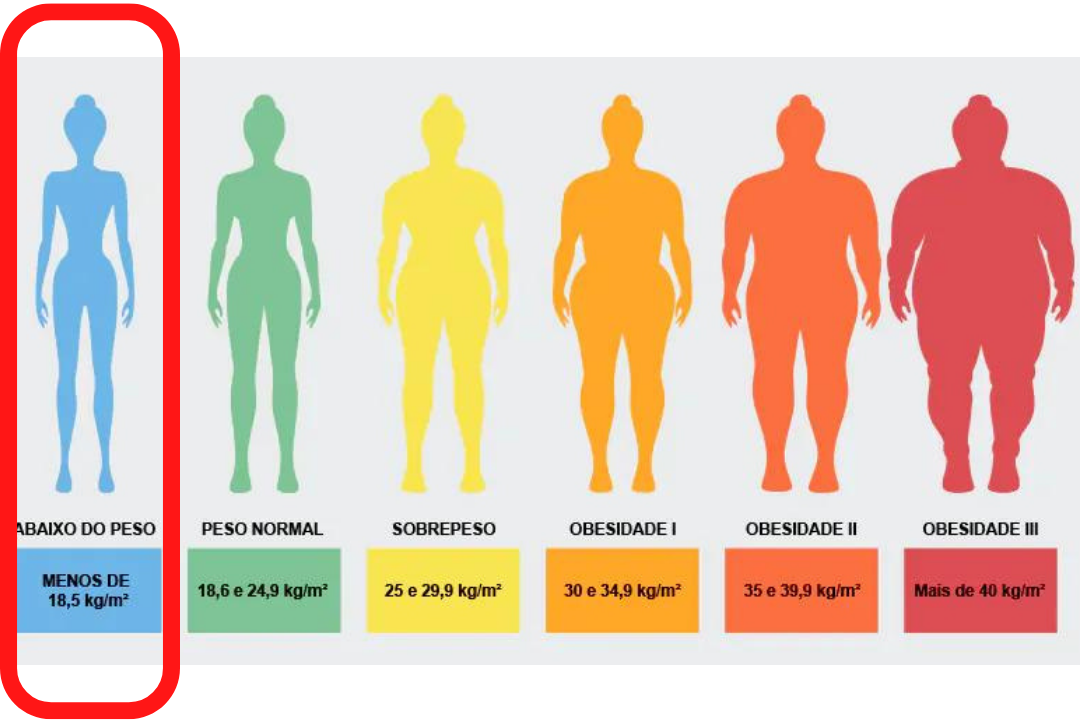 ABAIXO DO PESO
MENOS DE
18,5 kg/m²
PESO NORMAL
18,6 e 24,9 kg/m²
SOBREPESO
25 e 29,9 kg/m²
OBESIDADE I
30 e 34,9 kg/m²
OBESIDADE II
35 e 39,9 kg/m²
OBESIDADE III
Mais de 40 kg/m²